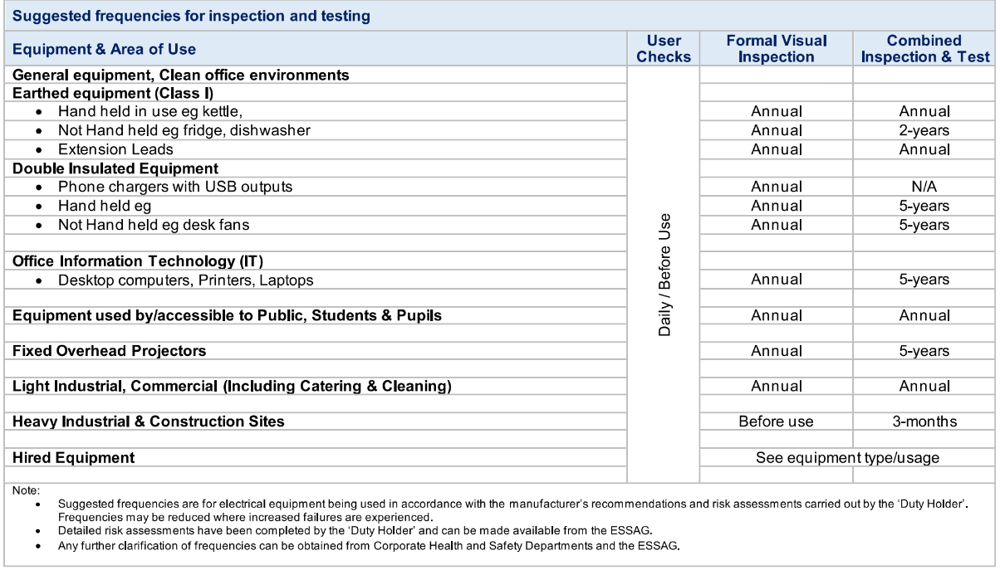 Suggested frequencies for inspection and testing
Equipment & Area of Use User Checks Formal Visual Inspection Combined Inspection & Test
General equipment, Clean office environments
Earthed equipment (Class I)
• Hand held in use eg kettle, Annual Annual
• Not Hand held eg fridge, dishwasher Annual 2-years
• Extension Leads Annual Annual
Double Insulated Equipment
• Phone chargers with USB outputs Annual N/A
• Hand held eg Annual 5-years
• Not Hand held eg desk fans Annual 5-years
Daily / Before Use
Office Information Technology (IT)
• Desktop computers, Printers, Laptops Annual 5-years
Equipment used by/accessible to Public, Students & Pupils Annual Annual
Fixed Overhead Projectors Annual 5-years
Light Industrial, Commercial (Including Catering & Cleaning) Annual Annual
Heavy Industrial & Construction Sites Before use 3-months
Hired Equipment See equipment type/usage
Note:
• Suggested frequencies are for electrical equipment being used in accordance with the manufacturer's recommendations and risk assessments carried out by the 'Duty Holder'.
Frequencies may be reduced where increased failures are experienced.
• Detailed risk assessments have been completed by the 'Duty Holder' and can be made available from the ESSAG.
• Any further clarification of frequencies can be obtained from Corporate Health and Safety Departments and the ESSAG.